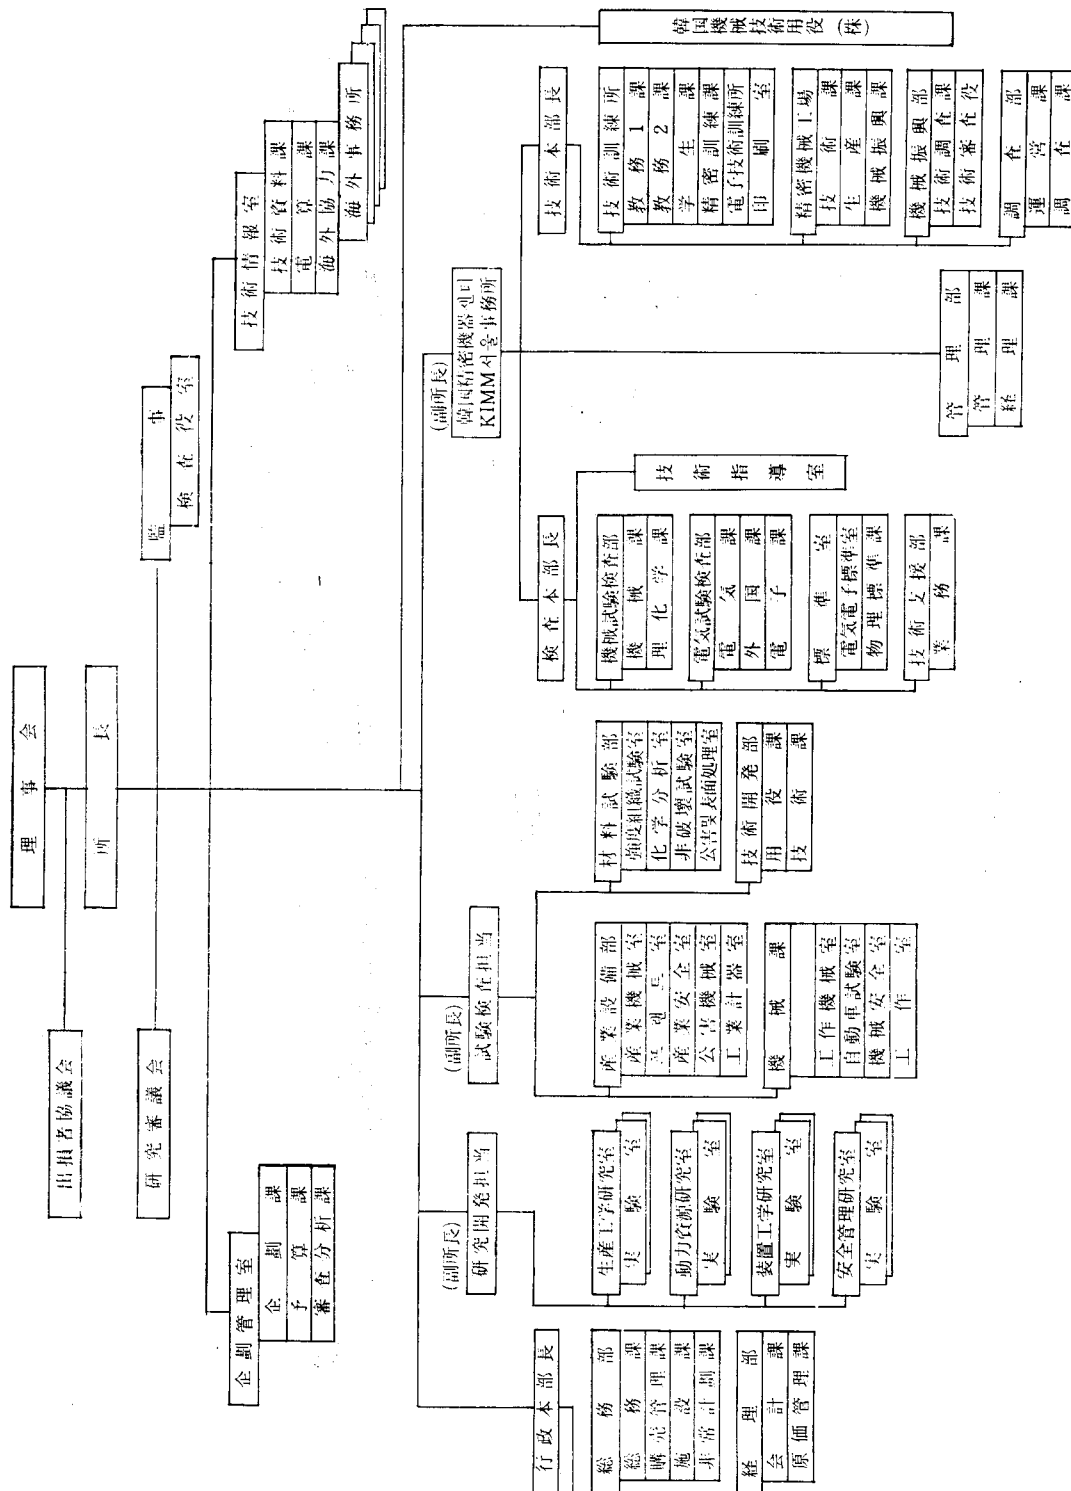 理事会
所長
出捐者協議会
研究審議会
監事
検査役室
企劃管理室
企劃課
予算課
審査分析課
技術情報室
技術資料課
電算課
海外協力課
海外事務所
行政本部長
総務部
総務課
購売管理課
施設課
非常計劃課
経理部
会計課
原価管理課
(副所長)
研究開発担当
生産工学研究室
実験室
動力資源研究室
実験室
装置工学研究室
実験室
安全管理研究室
実験室
(副所長)
試験検査担当
産業設備部
産業機械室
프랜트室
産業安全室
公害機械室
工業計器室
機械課
工作機械室
自動車試験室
機械安全室
工作室
材料試験部
強度組織試験室
化学分析室
非破壊試験室
公害및表面処理室
技術開発部
用役課
技術課
(副所長)
韓国精密機器센터
KIMM서울事務所
検査本部長
機械試験検査部
機械課
理化学課
電気試験検査部
電気課
外国課
電子課
標準室
電気電子標準室
物理標準課
技術支援部
業務課
技術指導室
管理部
管理課
経理課
技術本部長
技術訓練所
教務1課
教務2課
学生課
精密訓練課
電子技術訓練所
印刷室
精密機械工場
技術課
生産課
機械振興課
機械振興部
技術調査課
技術審査役
調査部
運営課
調査課
韓国機械技術用役(株)